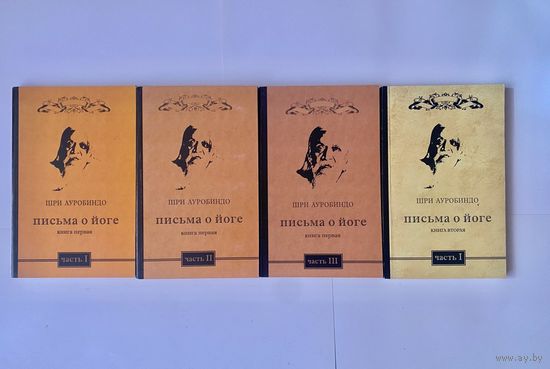 ШРИ АУРОБИНДО
ПИСЬМА О ЙОГЕ
КНИГА ПЕРВАЯ
часть I
ШРИ АУРОБИНДО
ПИСЬМА О ЙОГЕ
КНИГА ПЕРВАЯ
часть II
ШРИ АУРОБИНДО
ПИСЬМА О ЙОГЕ
КНИГА ПЕРВАЯ
часть III
ШРИ АУРОБИНДО
ПИСЬМА О ЙОГЕ
КНИГА ВТОРАЯ
часть I
www.ay.by